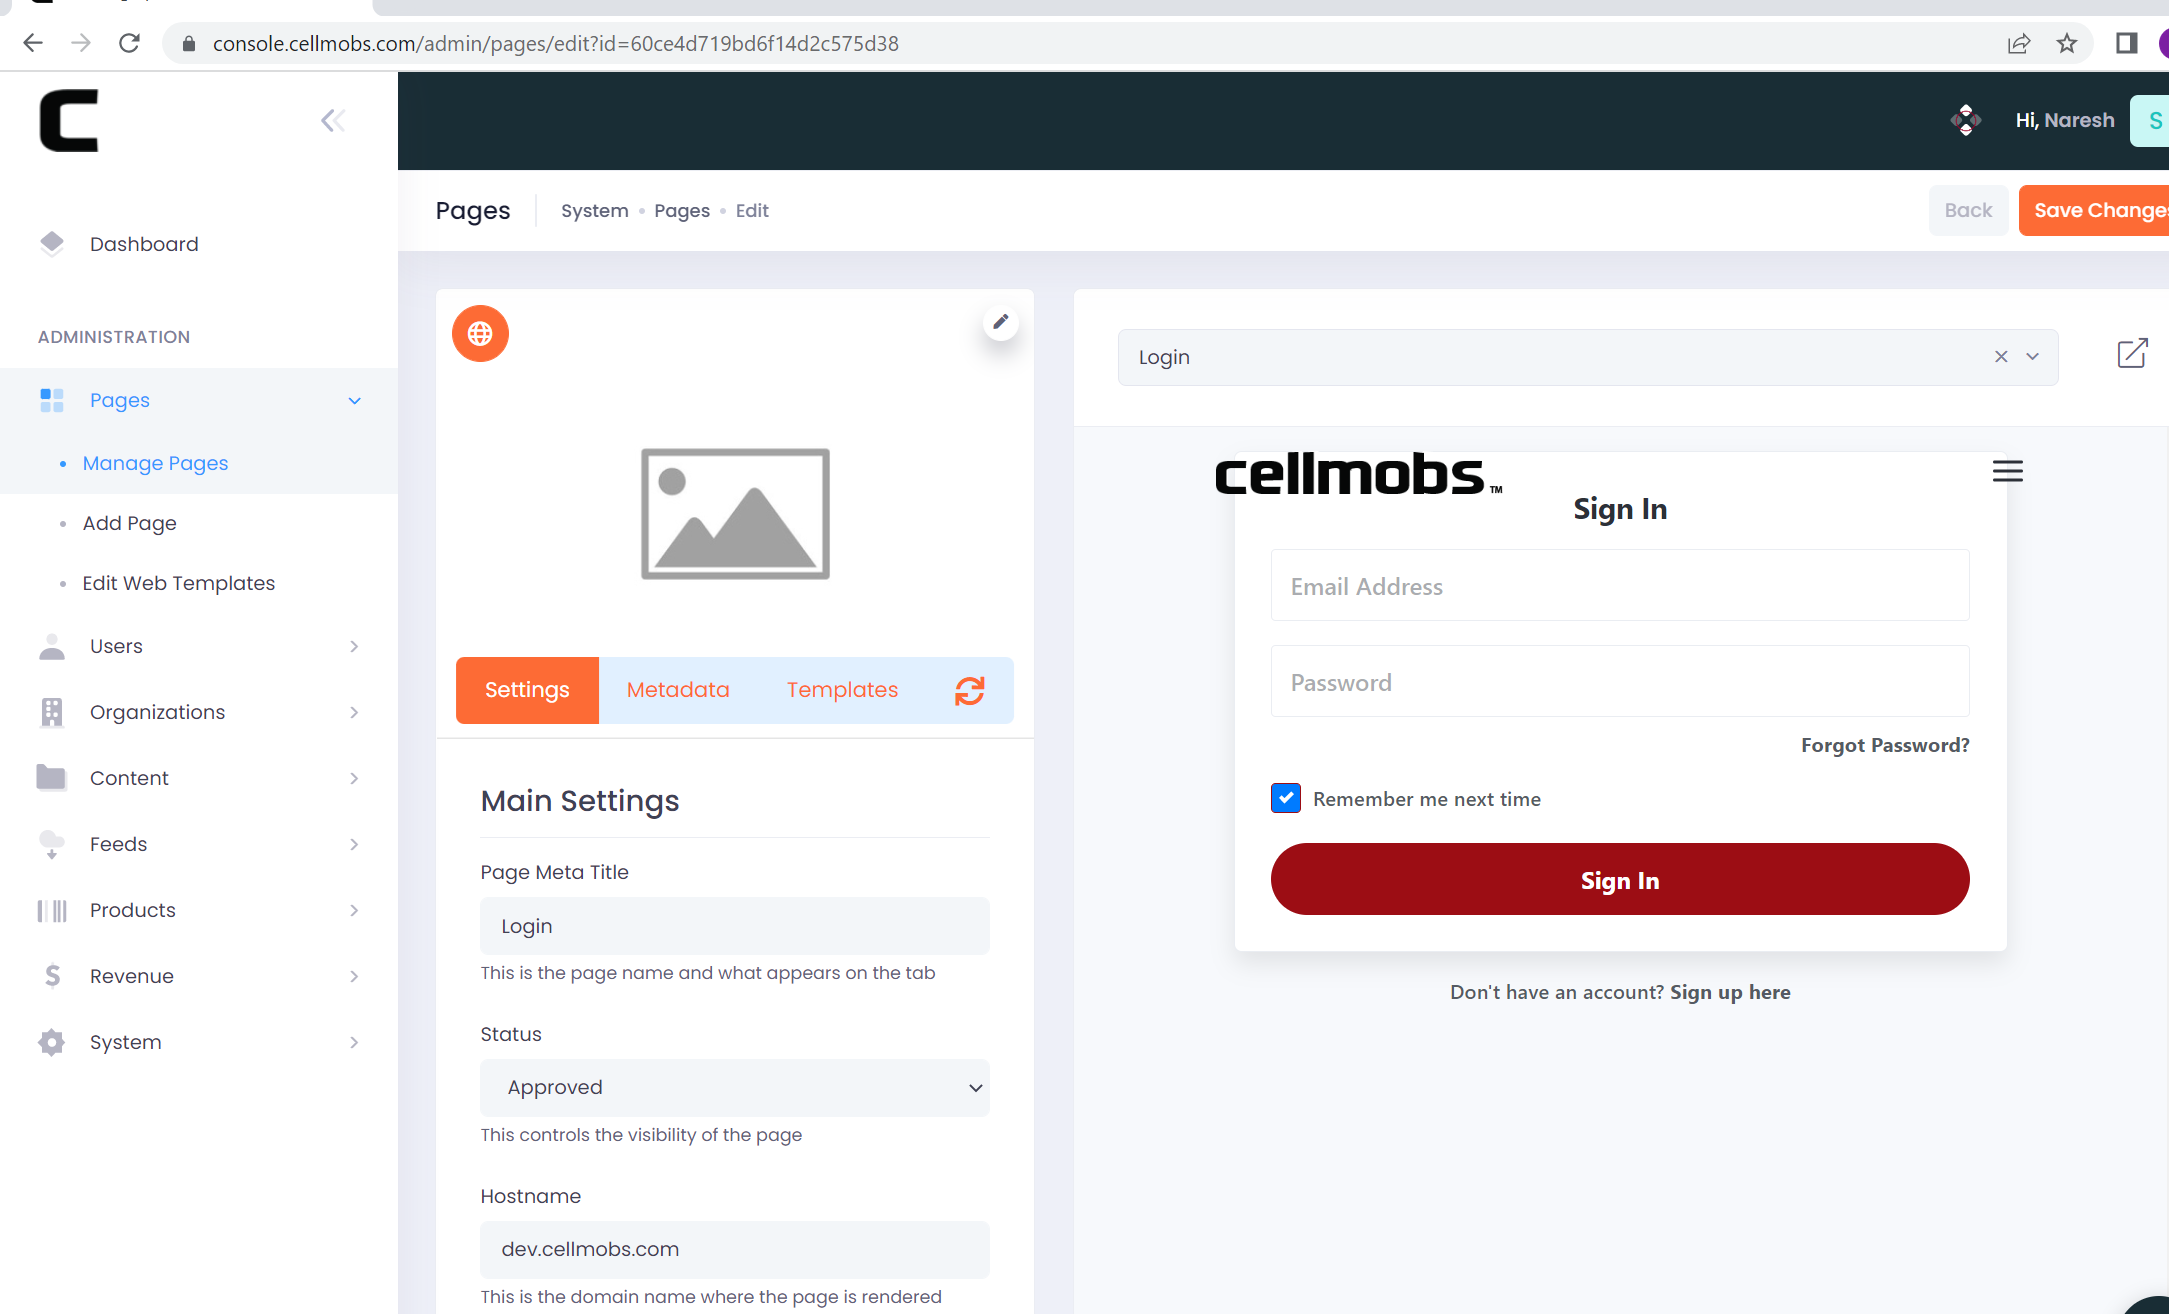 console.cellmobs.com/admin/pages/edit?id=60ce4d719bd6f14d2c575d38
Hi, Naresh
S
Pages
System • Pages • Edit
Back
Save Changes
Dashboard
ADMINISTRATION
Pages
Manage Pages
Add Page
Edit Web Templates
Users
Organizations
Content
Feeds
Products
Revenue
System
Settings
Metadata
Templates
Main Settings
Page Meta Title
Login
This is the page name and what appears on the tab
Status
Approved
This controls the visibility of the page
Hostname
dev.cellmobs.com
This is the domain name where the page is rendered
Login
cellmobs™
Sign In
Email Address
Password
Forgot Password?
Remember me next time
Sign In
Don't have an account? Sign up here